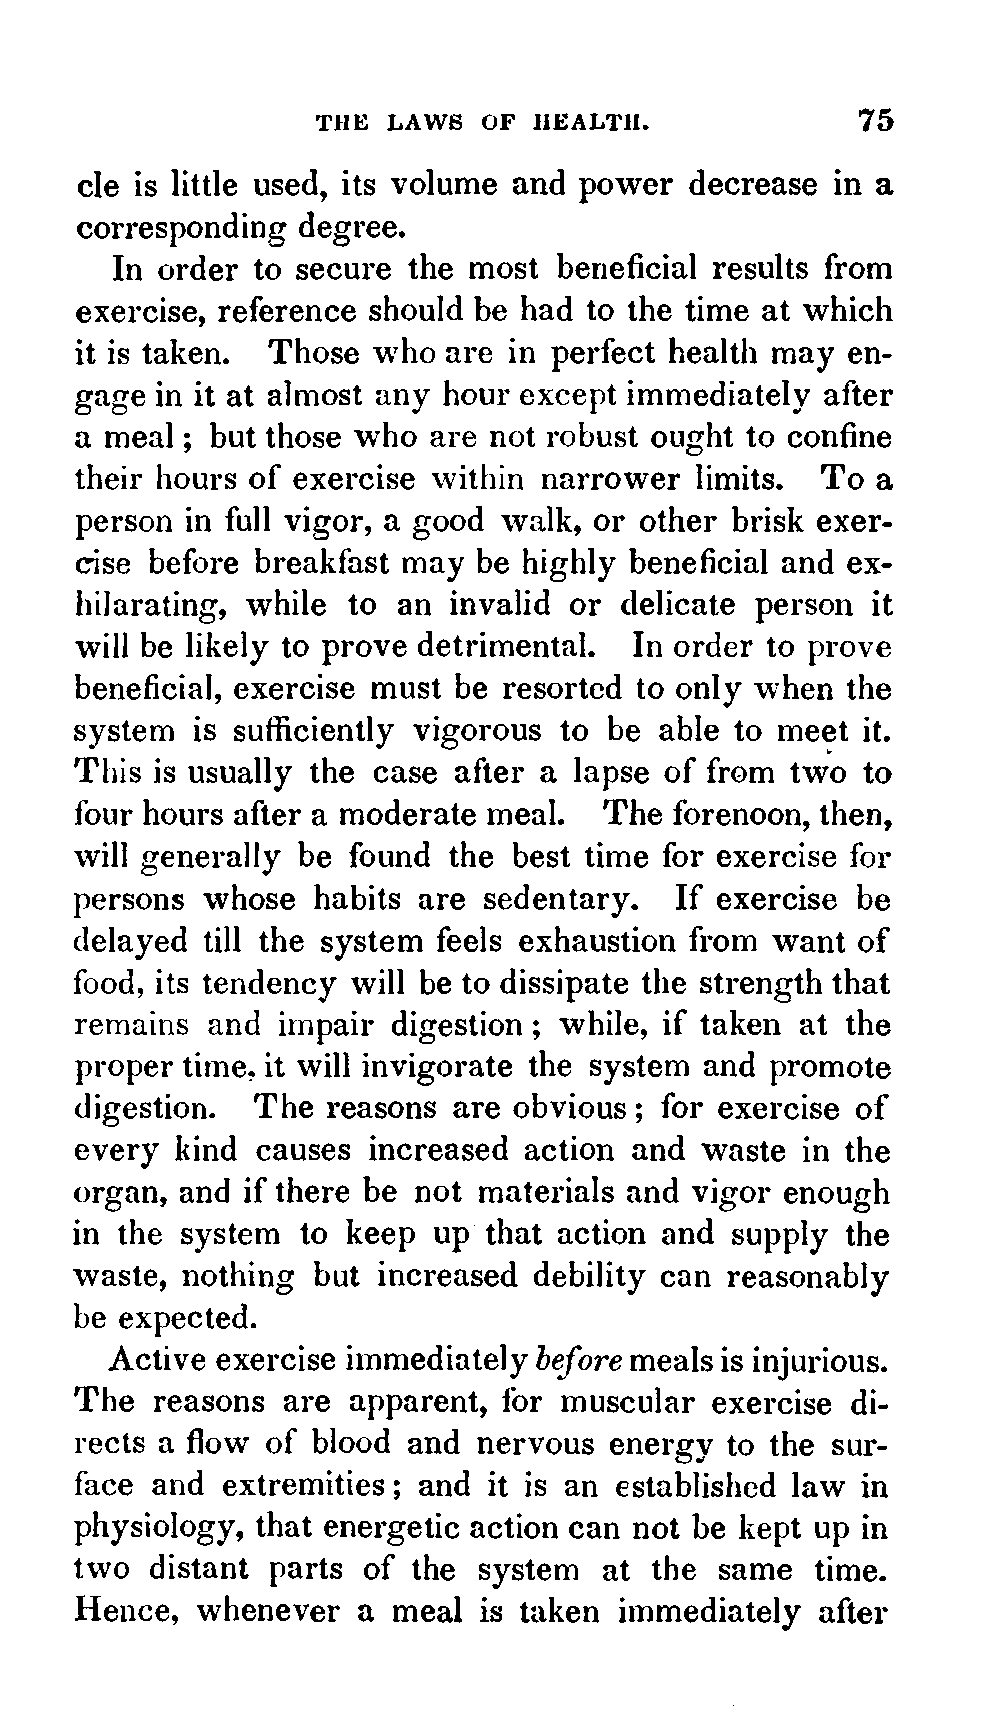 THE LAWS OF HEALTH. 75
cle is little used, its volume and power decrease in a
corresponding degree.
In order to secure the most beneficial results from
exercise, reference should be had to the time at which
it is taken. Those who are in perfect health may en-
gage in it at almost any hour except immediately after
a meal ; but those who are not robust ought to confine
their hours of exercise within narrower limits. To a
person in full vigor, a good walk, or other brisk exer-
cise before breakfast may be highly beneficial and ex-
hilarating, while to an invalid or delicate person it
will be likely to prove detrimental. In order to prove
beneficial, exercise must be resorted to only when the
system is sufficiently vigorous to be able to meet it.
This is usually the case after a lapse of from two to
four hours after a moderate meal. The forenoon, then,
will generally be found the best time for exercise for
persons whose habits are sedentary. If exercise be
delayed till the system feels exhaustion from want of
food, its tendency will be to dissipate the strength that
remains and impair digestion ; while, if taken at the
proper time, it will invigorate the system and promote
digestion. The reasons are obvious ; for exercise of
every kind causes increased action and waste in the
organ, and if there be not materials and vigor enough
in the system to keep up that action and supply the
waste, nothing but increased debility can reasonably
be expected.
Active exercise immediately before meals is injurious.
The reasons are apparent, for muscular exercise di-
rects a flow of blood and nervous energy to the sur-
face and extremities ; and it is an established law in
physiology, that energetic action can not be kept up in
two distant parts of the system at the same time.
Hence, whenever a meal is taken immediately after